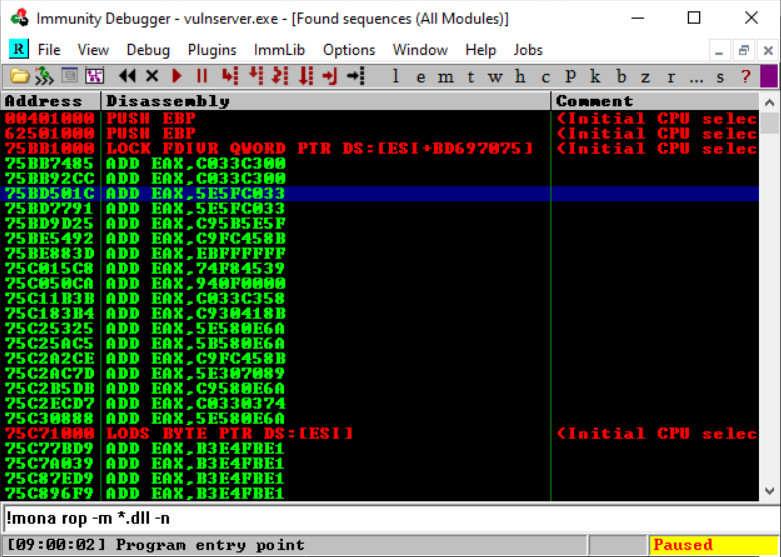 Immunity Debugger - vulnserver.exe - [Found sequences (All Modules)]
R File View Debug Plugins ImmLib Options Window Help Jobs
l e m t w h c P k b z r ... s ?
Address Disassembly Comment
00401000 PUSH EBP (Initial CPU selec
62501000 PUSH EBP (Initial CPU selec
75BB1000 LOCK FDIVR QWORD PTR DS:[ESI+BD697075] (Initial CPU selec
75BB7485 ADD EAX,C033C300
75BB92CC ADD EAX,C033C300
75BD501C ADD EAX,5E5FC033
75BD7791 ADD EAX,5E5FC033
75BD9D25 ADD EAX,C95B5E5F
75BE5492 ADD EAX,C9FC458B
75BE883D ADD EAX,EBFFFFFF
75C015C8 ADD EAX,74F84539
75C050CA ADD EAX,940F0000
75C11B3B ADD EAX,C033C358
75C183B4 ADD EAX,C930418B
75C25325 ADD EAX,5E580E6A
75C25AC5 ADD EAX,5B580E6A
75C2A2CE ADD EAX,C9FC458B
75C2AC7D ADD EAX,5E307089
75C2B5DB ADD EAX,C9580E6A
75C2ECD7 ADD EAX,C0330374
75C30888 ADD EAX,5E580E6A
75C71000 LODS BYTE PTR DS:[ESI] (Initial CPU selec
75C77BD9 ADD EAX,B3E4FBE1
75C7A039 ADD EAX,B3E4FBE1
75C87ED9 ADD EAX,B3E4FBE1
75C896F9 ADD EAX,B3E4FBE1
!mona rop -m *.dll -n
[09:00:02] Program entry point Paused